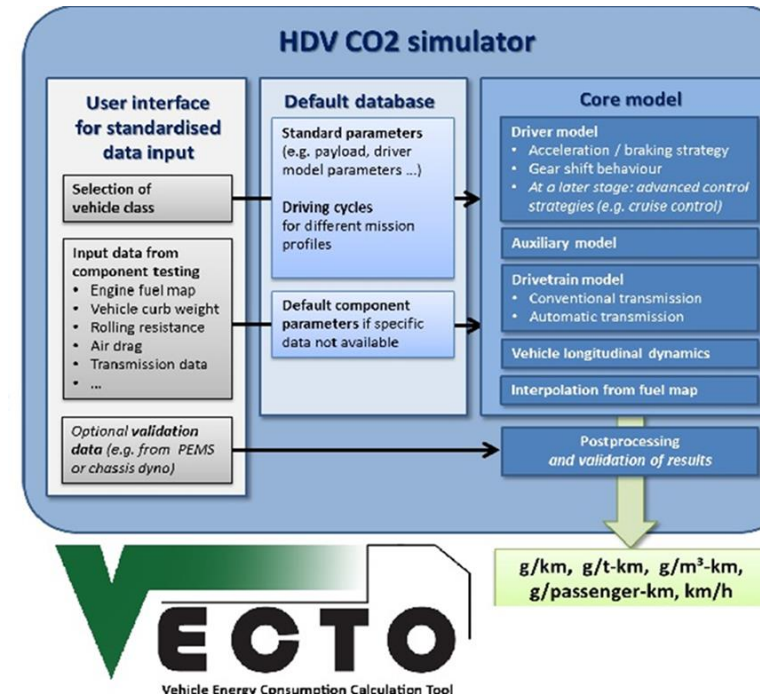 HDV CO2 simulator
User interface
for standardised
data input
Selection of
vehicle class
Input data from
component testing
• Engine fuel map
• Vehicle curb weight
• Rolling resistance
• Air drag
• Transmission data
• ...
Optional validation
data (e.g. from PEMS
or chassis dyno)
Default database
Standard parameters
(e.g. payload, driver
model parameters ...)
Driving cycles
for different mission
profiles
Default component
parameters if specific
data not available
Core model
Driver model
• Acceleration / braking strategy
• Gear shift behaviour
• At a later stage: advanced control
strategies (e.g. cruise control)
Auxiliary model
Drivetrain model
• Conventional transmission
• Automatic transmission
Vehicle longitudinal dynamics
Interpolation from fuel map
Postprocessing
and validation of results
g/km, g/t-km, g/m³-km,
g/passenger-km, km/h
VECTO
Vehicle Energy Consumption Calculation Tool